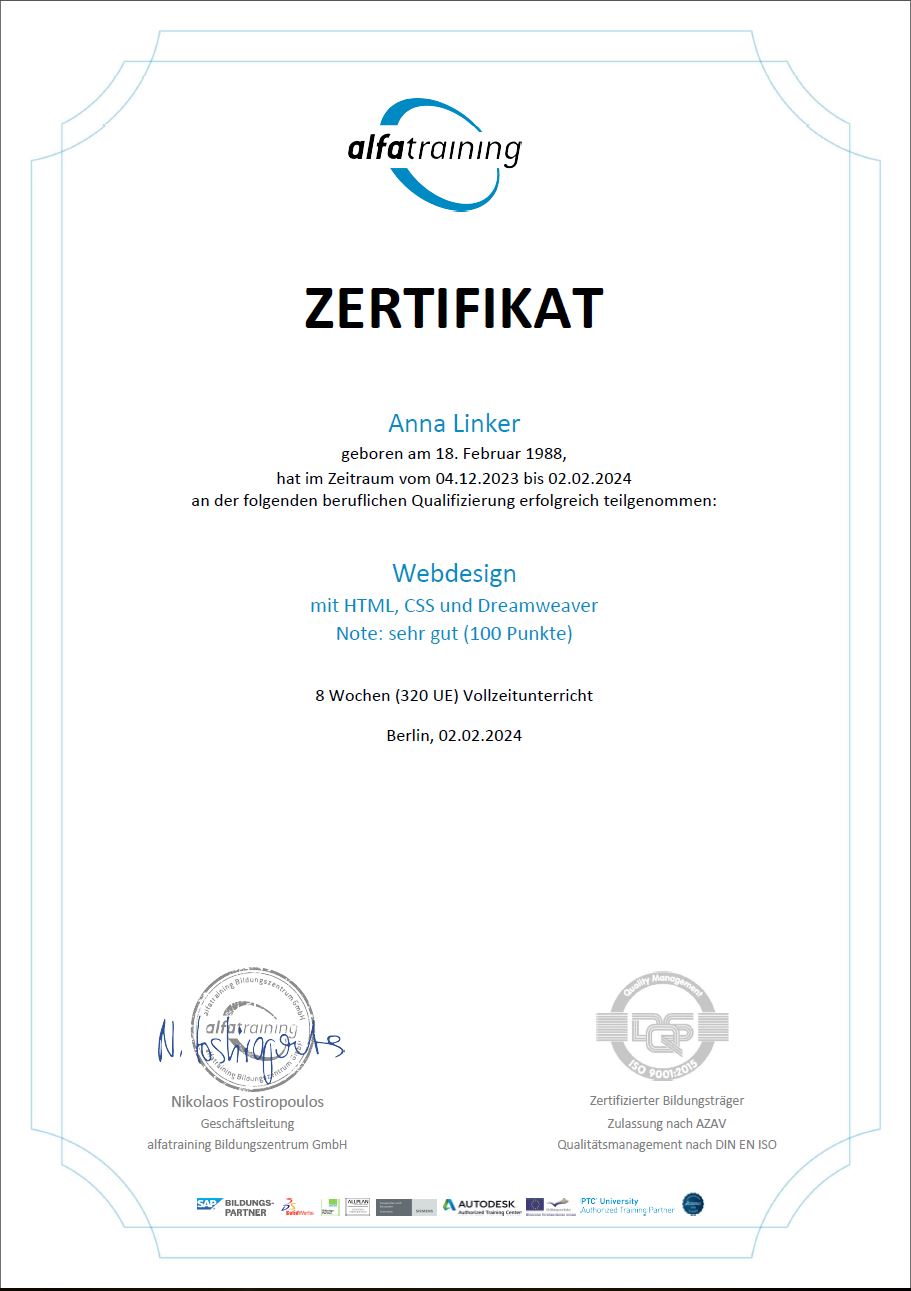 alfatraining
ZERTIFIKAT
Anna Linker
geboren am 18. Februar 1988,
hat im Zeitraum vom 04.12.2023 bis 02.02.2024
an der folgenden beruflichen Qualifizierung erfolgreich teilgenommen:
Webdesign
mit HTML, CSS und Dreamweaver
Note: sehr gut (100 Punkte)
8 Wochen (320 UE) Vollzeitunterricht
Berlin, 02.02.2024
alfatraining Bildungszentrum GmbH
alfatraining
alfatraining Bildungszentrum GmbH
N. Fostiropoulos
Quality Management
DQS
ISO 9001:2015
Nikolaos Fostiropoulos
Geschäftsleitung
alfatraining Bildungszentrum GmbH
Zertifizierter Bildungsträger
Zulassung nach AZAV
Qualitätsmanagement nach DIN EN ISO
SAP BILDUNGS-
PARTNER
SolidWorks
ALLPLAN
SIEMENS
AUTODESK
Authorized Training Center
PTC University
Authorized Training Partner